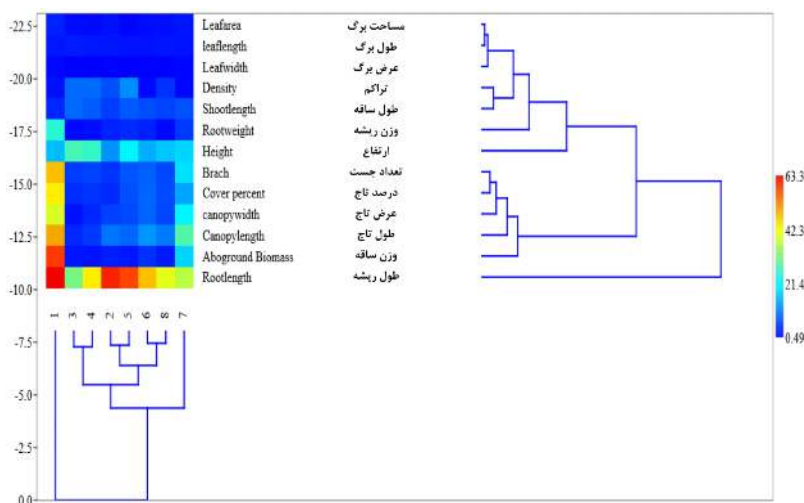 -22.5
-20.0
-17.5
-15.0
-12.5
-10.0
-7.5
-5.0
-2.5
0.0
Leafarea مساحت برگ
leaflength طول برگ
Leafwidth عرض برگ
Density تراکم
Shootlength طول ساقه
Rootweight وزن ریشه
Height ارتفاع
Brach تعداد جست
Cover percent درصد تاج
canopywidth عرض تاج
Canopylength طول تاج
Aboground Biomass وزن ساقه
Rootlength طول ریشه
1 3 4 2 5 6 8 7
63.3
42.3
21.4
0.49